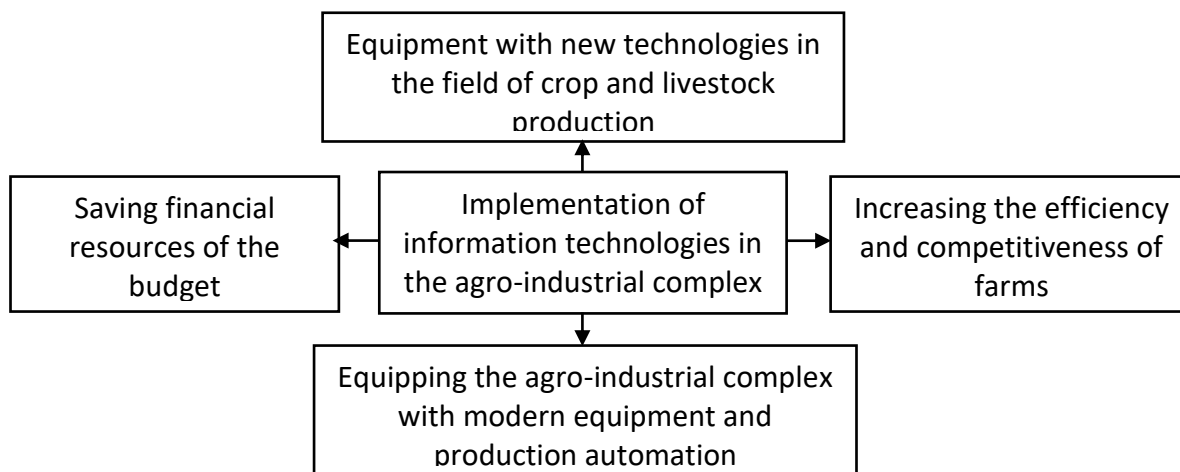 Equipment with new technologies in
the field of crop and livestock
production
Saving financial
resources of the
budget
Implementation of
information technologies in
the agro-industrial complex
Increasing the efficiency
and competitiveness of
farms
Equipping the agro-industrial complex
with modern equipment and
production automation